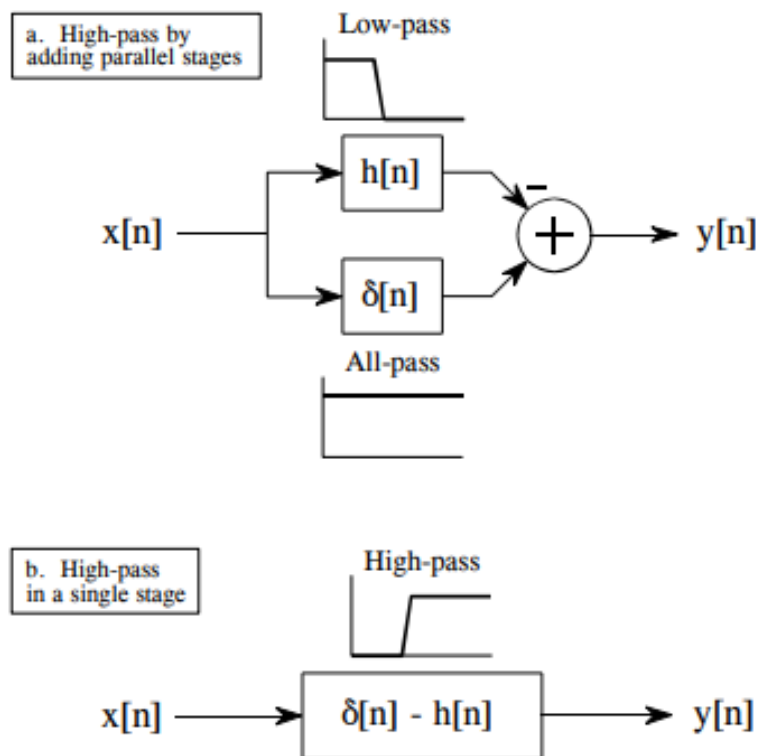 a. High-pass by
adding parallel stages
Low-pass
h[n]
x[n]
−
+
y[n]
δ[n]
All-pass
b. High-pass
in a single stage
High-pass
x[n]
δ[n] - h[n]
y[n]